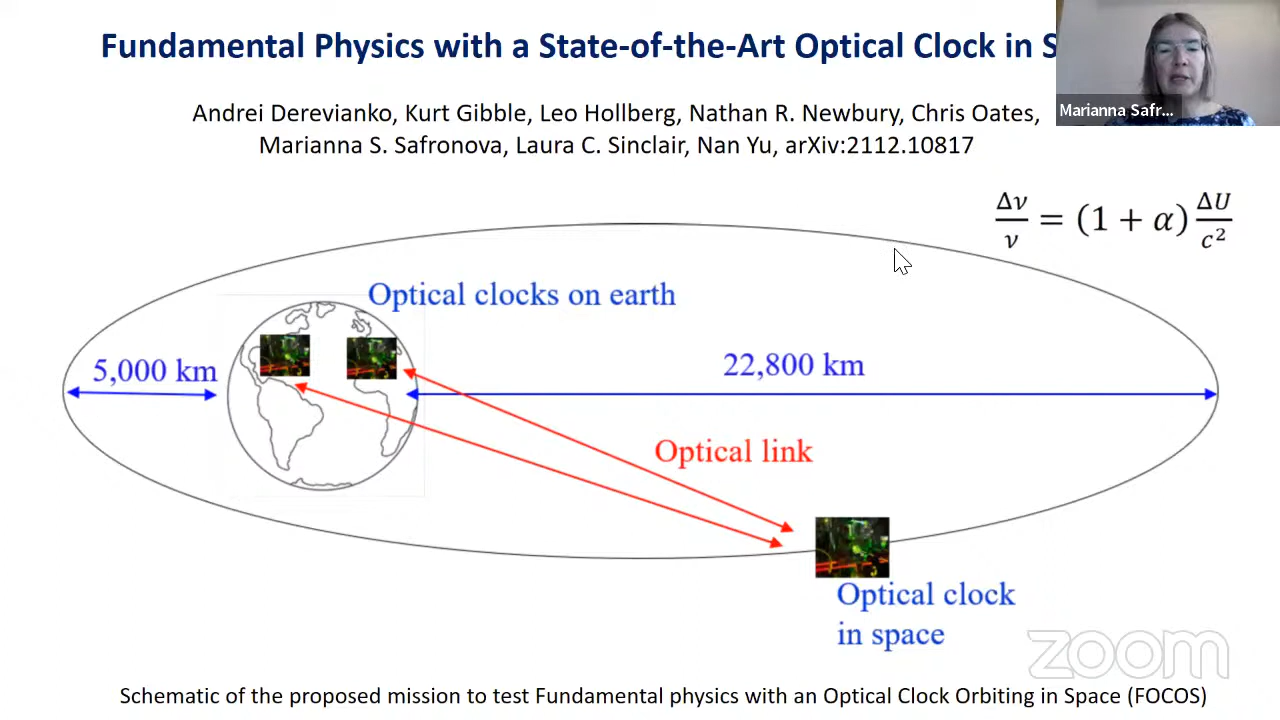 Fundamental Physics with a State-of-the-Art Optical Clock in S
Marianna Safr...
Andrei Derevianko, Kurt Gibble, Leo Hollberg, Nathan R. Newbury, Chris Oates,
Marianna S. Safronova, Laura C. Sinclair, Nan Yu, arXiv:2112.10817
Δν/ν = (1 + α) ΔU/c²
Optical clocks on earth
5,000 km
22,800 km
Optical link
Optical clock
in space
zoom
Schematic of the proposed mission to test Fundamental physics with an Optical Clock Orbiting in Space (FOCOS)